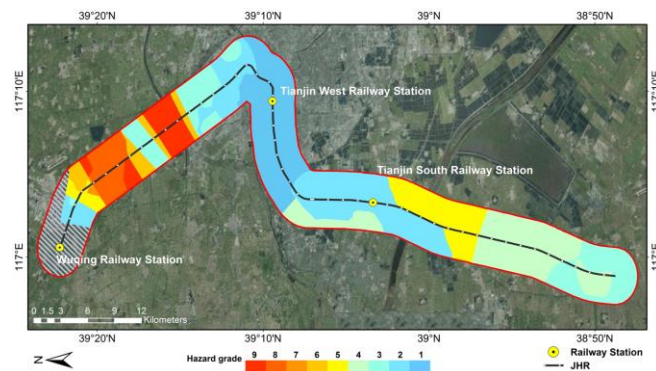 39°20'N
39°10'N
39°N
38°50'N
117°10'E
117°E
Tianjin West Railway Station
Tianjin South Railway Station
Wuqing Railway Station
0 1.5 3 6 9 12
Kilometers
39°20'N
39°10'N
39°N
38°50'N
117°10'E
117°E
N
Hazard grade
9 8 7 6 5 4 3 2 1
Railway Station
JHR